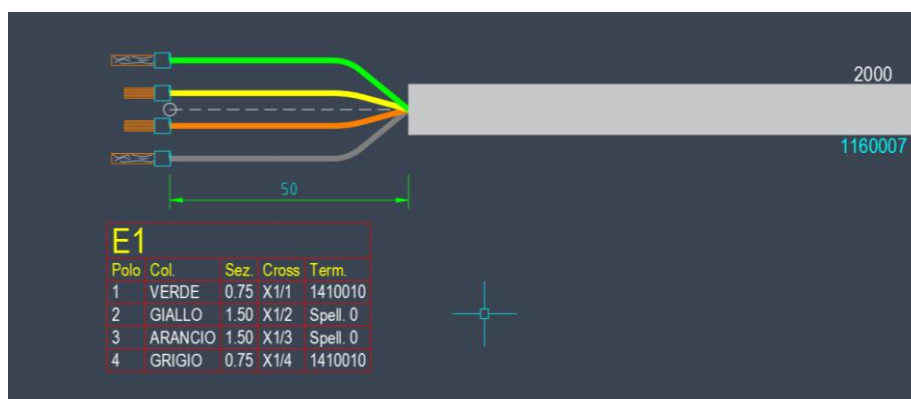 2000
1160007
50
E1
Polo Col. Sez. Cross Term.
1 VERDE 0.75 X1/1 1410010
2 GIALLO 1.50 X1/2 Spell. 0
3 ARANCIO 1.50 X1/3 Spell. 0
4 GRIGIO 0.75 X1/4 1410010